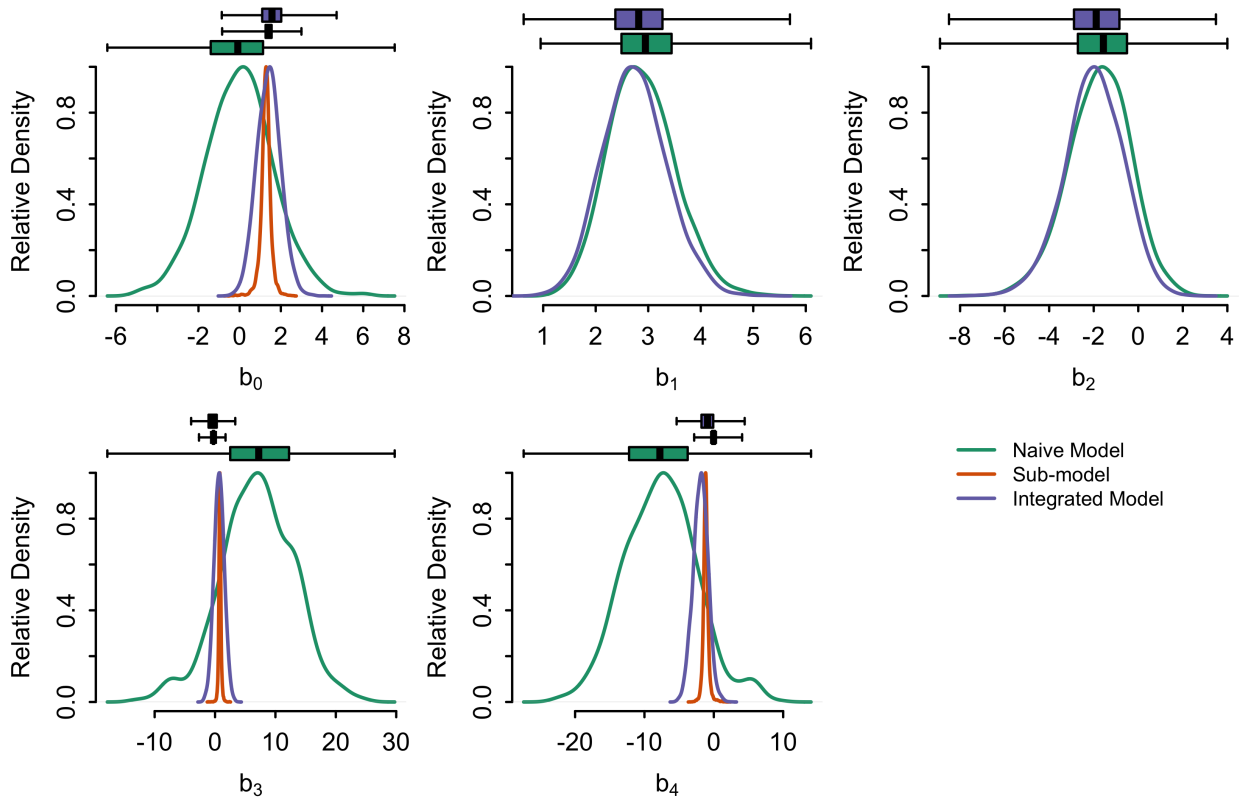 Relative Density
0.0 0.4 0.8
-6 -4 -2 0 2 4 6 8
b0
Relative Density
0.0 0.4 0.8
1 2 3 4 5 6
b1
Relative Density
0.0 0.4 0.8
-8 -6 -4 -2 0 2 4
b2
Relative Density
0.0 0.4 0.8
-10 0 10 20 30
b3
Relative Density
0.0 0.4 0.8
-20 -10 0 10
b4
Naive Model
Sub-model
Integrated Model